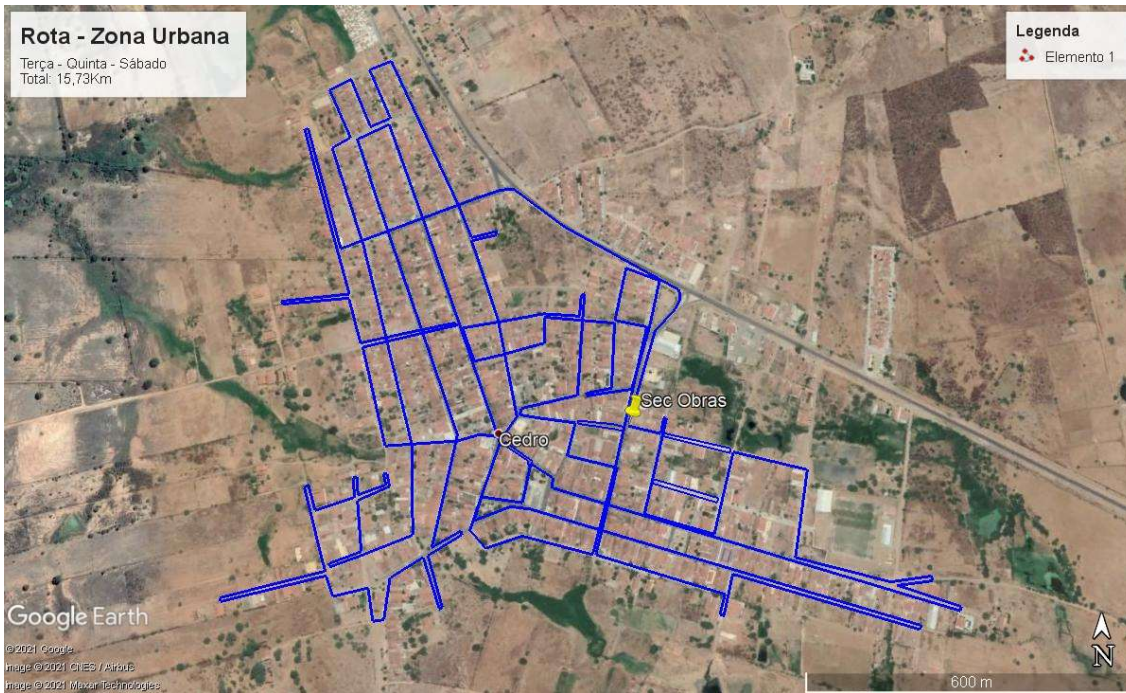 Rota - Zona Urbana
Terça - Quinta - Sábado
Total: 15,73Km
Legenda
Elemento 1
Sec Obras
Cedro
Google Earth
©2021 Google
Image ©2021 CNES / Airbus
Image ©2021 Maxar Technologies
600 m
N